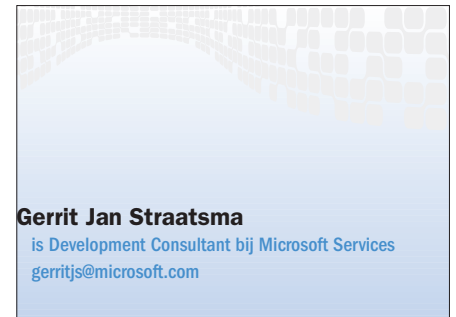 Gerrit Jan Straatsma
is Development Consultant bij Microsoft Services
gerritjs@microsoft.com